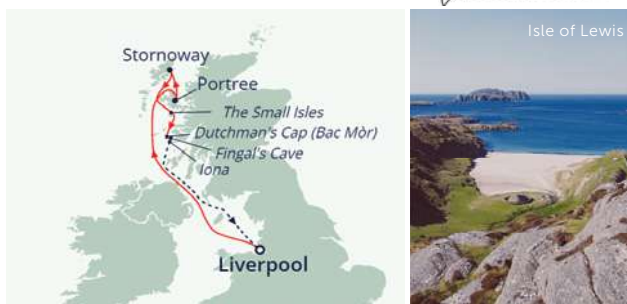 Stornoway
Portree
The Small Isles
Dutchman's Cap (Bac Mòr)
Fingal's Cave
Iona
Liverpool
Isle of Lewis